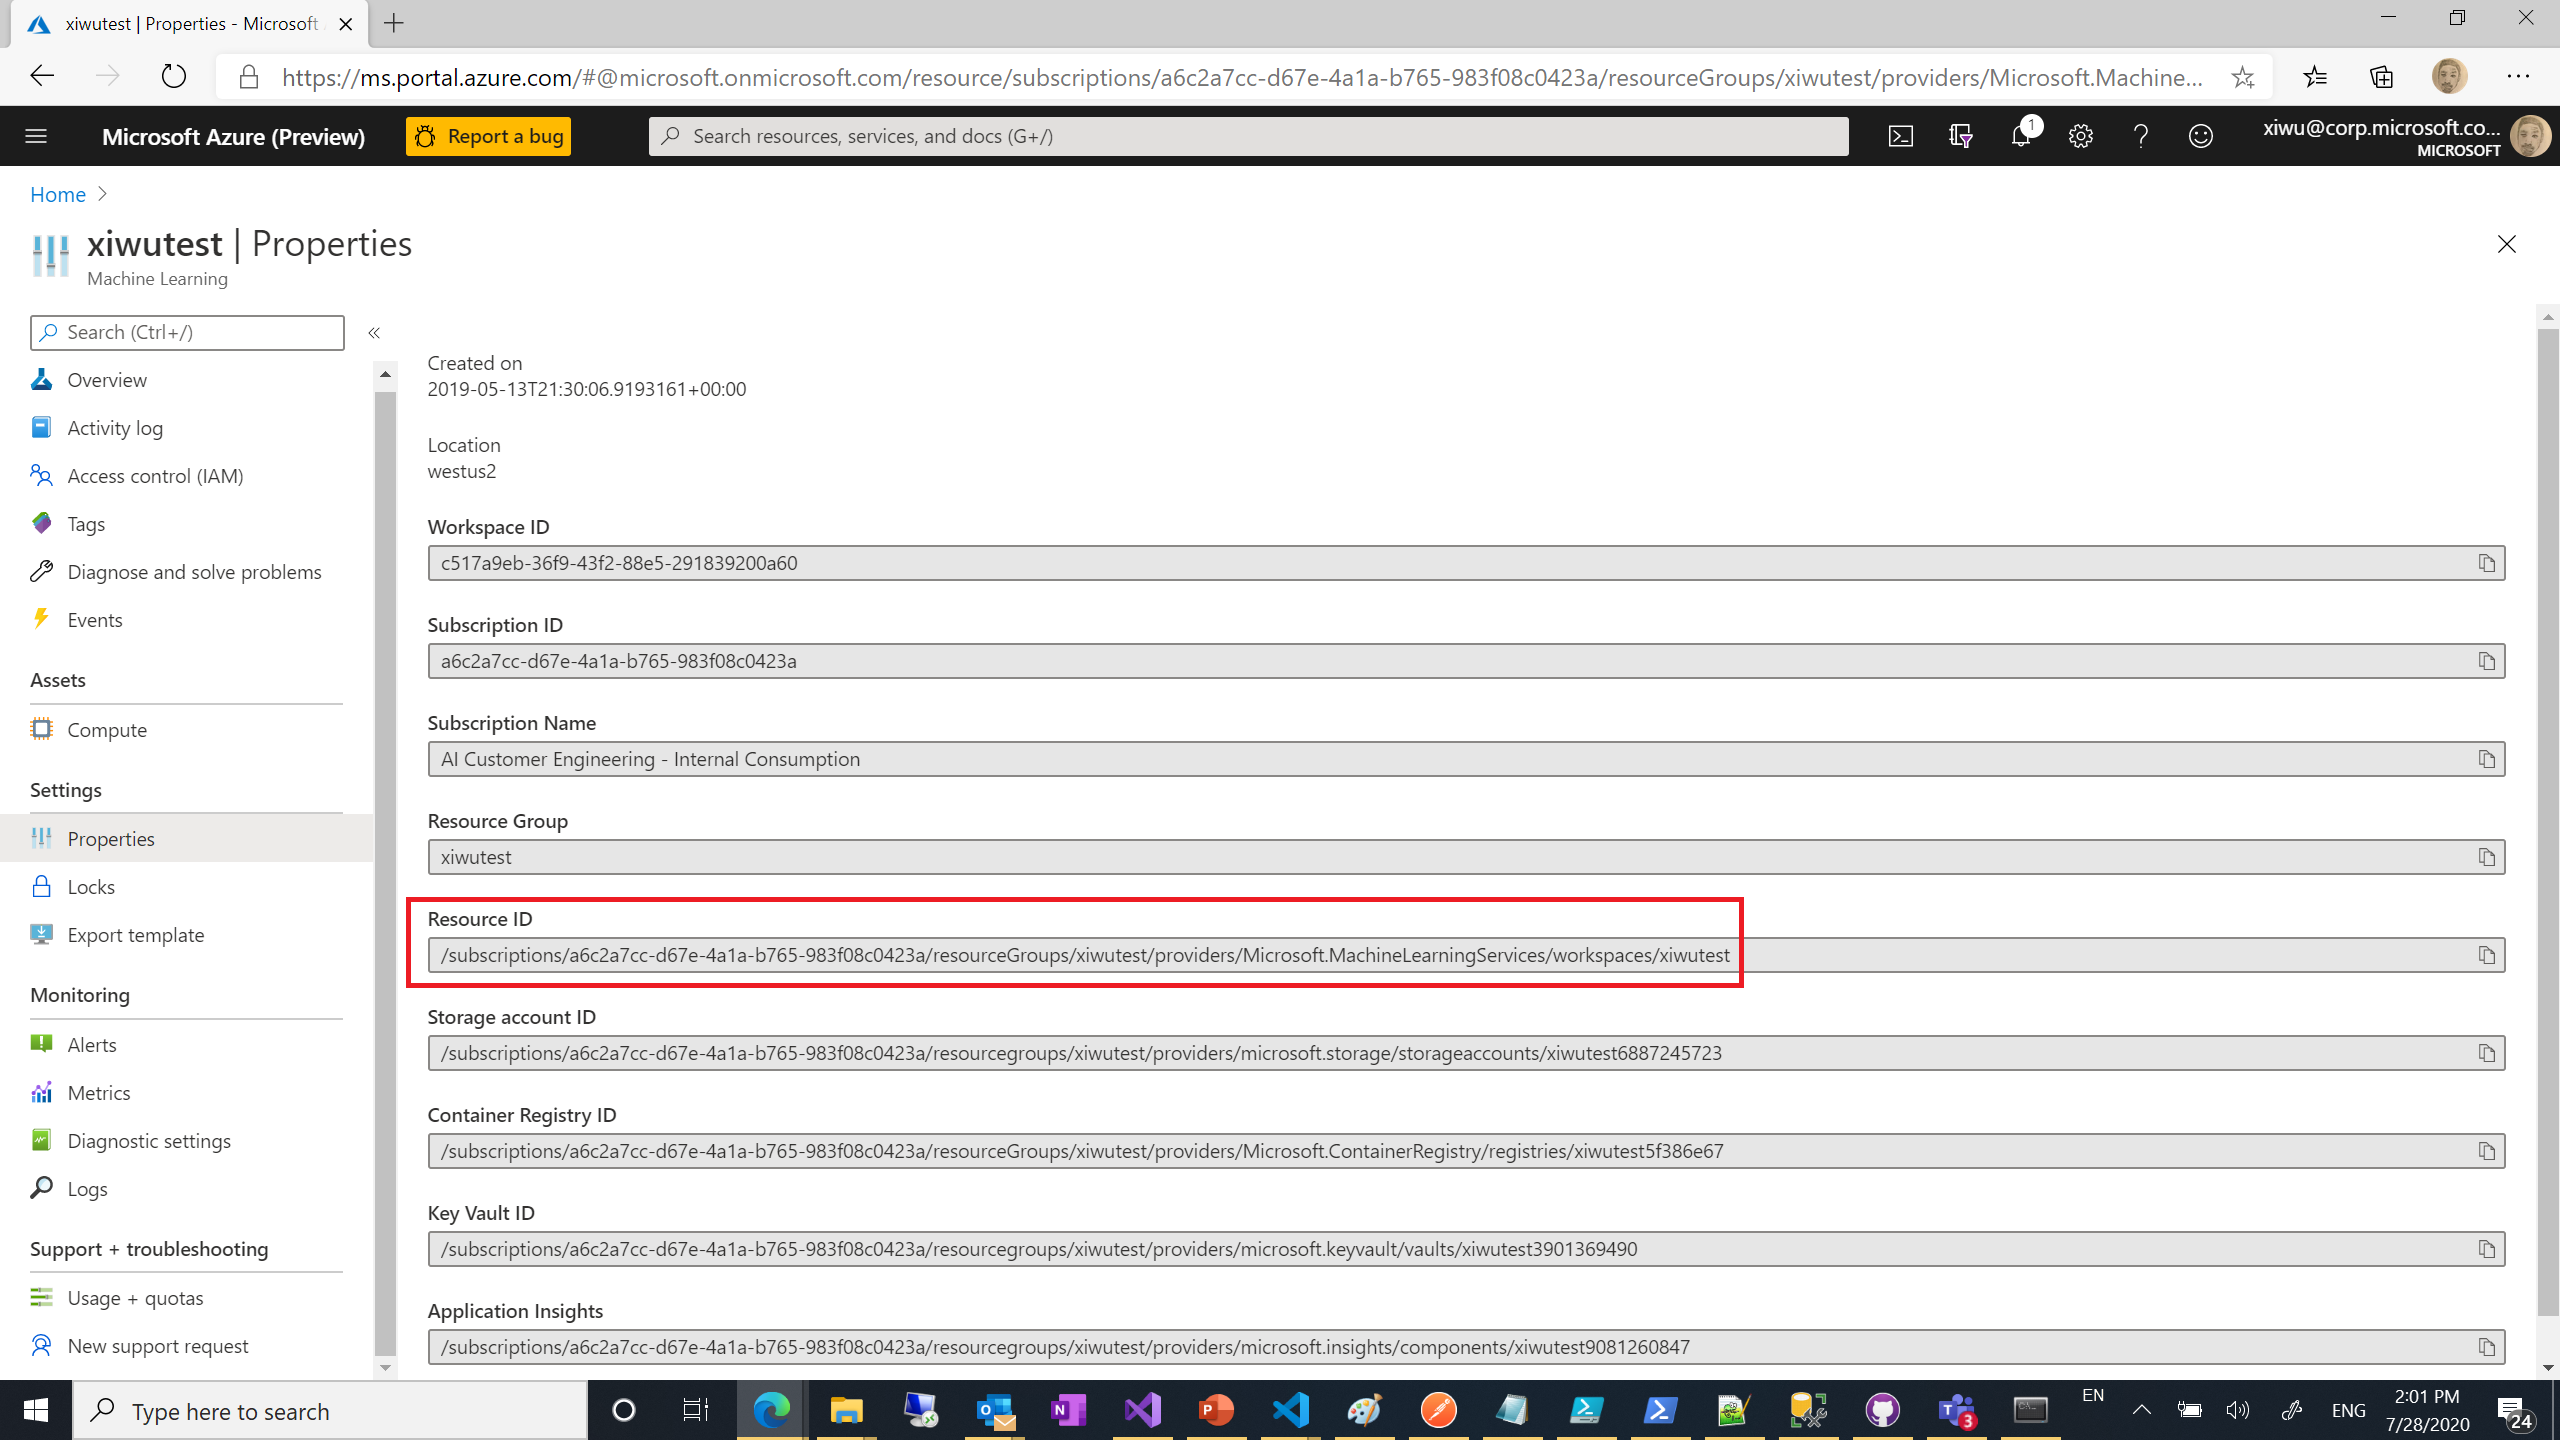 xiwutest | Properties - Microsoft
https://ms.portal.azure.com/#@microsoft.onmicrosoft.com/resource/subscriptions/a6c2a7cc-d67e-4a1a-b765-983f08c0423a/resourceGroups/xiwutest/providers/Microsoft.Machine...
Microsoft Azure (Preview)
Report a bug
Search resources, services, and docs (G+/)
1
xiwu@corp.microsoft.co...
MICROSOFT
Home
xiwutest | Properties
Machine Learning
Search (Ctrl+/)
Overview
Activity log
Access control (IAM)
Tags
Diagnose and solve problems
Events
Assets
Compute
Settings
Properties
Locks
Export template
Monitoring
Alerts
Metrics
Diagnostic settings
Logs
Support + troubleshooting
Usage + quotas
New support request
Created on
2019-05-13T21:30:06.9193161+00:00
Location
westus2
Workspace ID
c517a9eb-36f9-43f2-88e5-291839200a60
Subscription ID
a6c2a7cc-d67e-4a1a-b765-983f08c0423a
Subscription Name
AI Customer Engineering - Internal Consumption
Resource Group
xiwutest
Resource ID
/subscriptions/a6c2a7cc-d67e-4a1a-b765-983f08c0423a/resourceGroups/xiwutest/providers/Microsoft.MachineLearningServices/workspaces/xiwutest
Storage account ID
/subscriptions/a6c2a7cc-d67e-4a1a-b765-983f08c0423a/resourcegroups/xiwutest/providers/microsoft.storage/storageaccounts/xiwutest6887245723
Container Registry ID
/subscriptions/a6c2a7cc-d67e-4a1a-b765-983f08c0423a/resourceGroups/xiwutest/providers/Microsoft.ContainerRegistry/registries/xiwutest5f386e67
Key Vault ID
/subscriptions/a6c2a7cc-d67e-4a1a-b765-983f08c0423a/resourcegroups/xiwutest/providers/microsoft.keyvault/vaults/xiwutest3901369490
Application Insights
/subscriptions/a6c2a7cc-d67e-4a1a-b765-983f08c0423a/resourcegroups/xiwutest/providers/microsoft.insights/components/xiwutest9081260847
Type here to search
3
EN
ENG
2:01 PM
7/28/2020
24